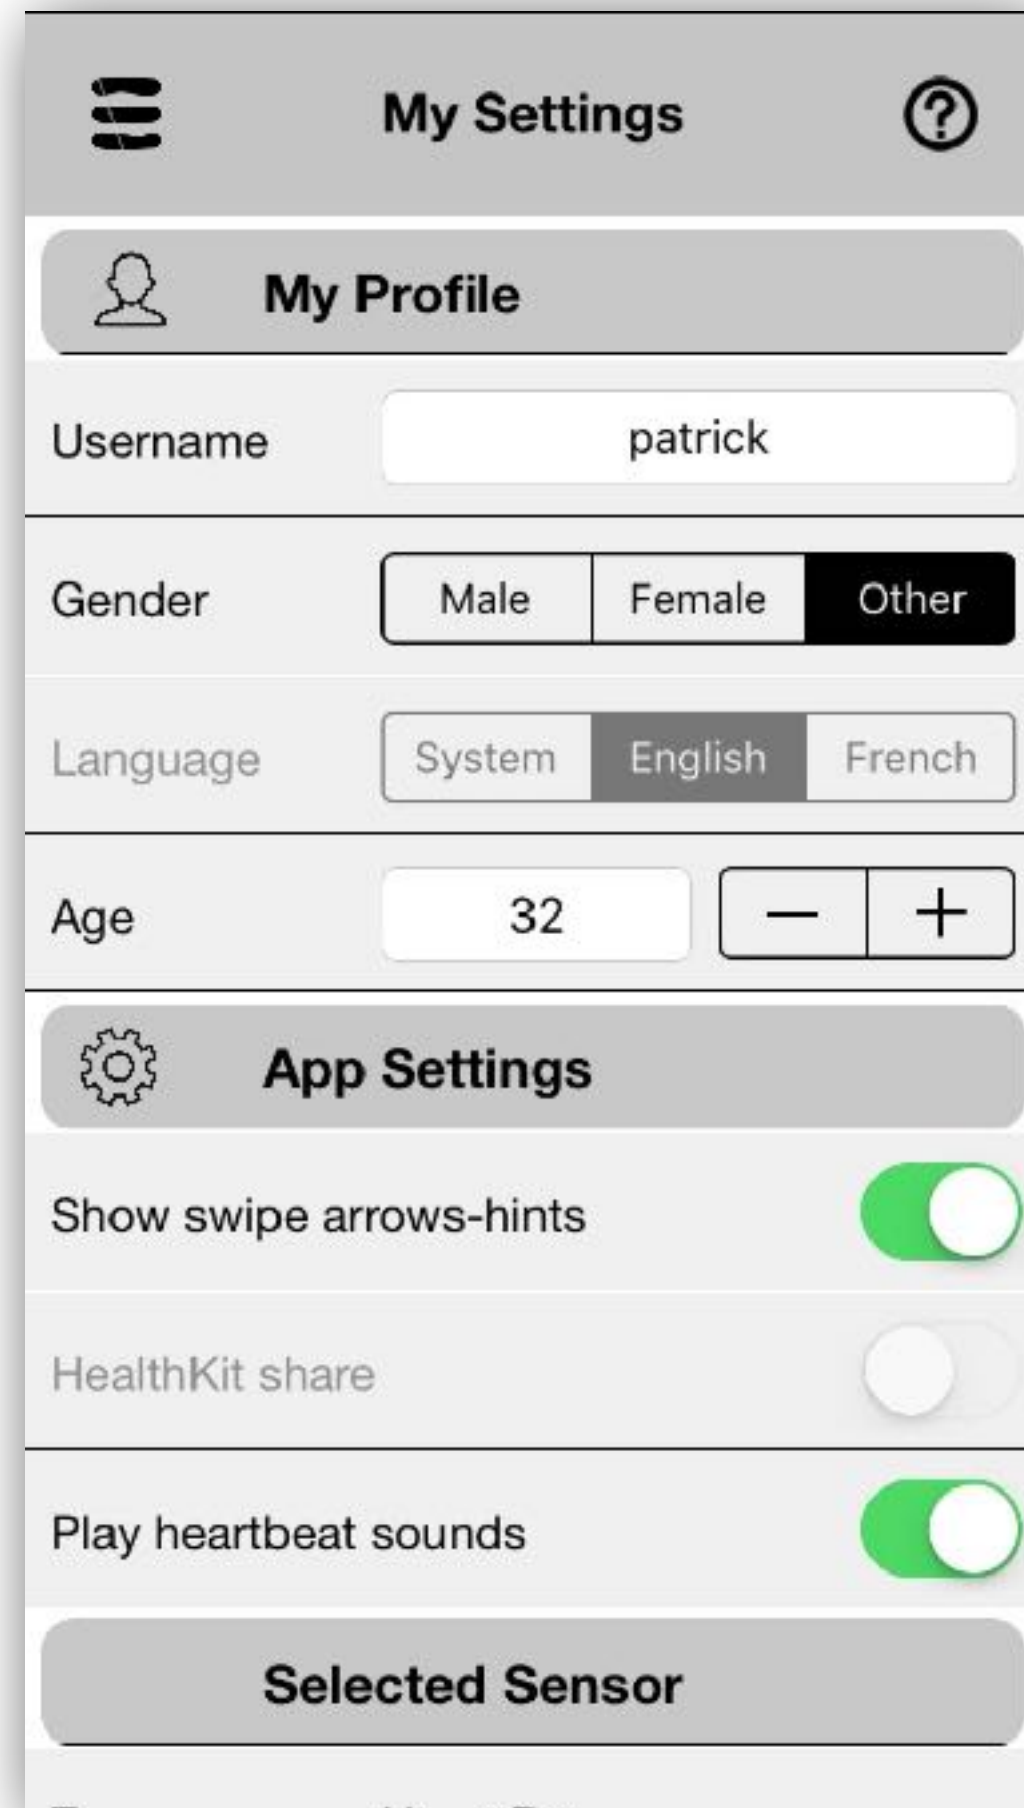 My Settings
My Profile
Username patrick
Gender Male Female Other
Language System English French
Age 32 − +
App Settings
Show swipe arrows-hints
HealthKit share
Play heartbeat sounds
Selected Sensor